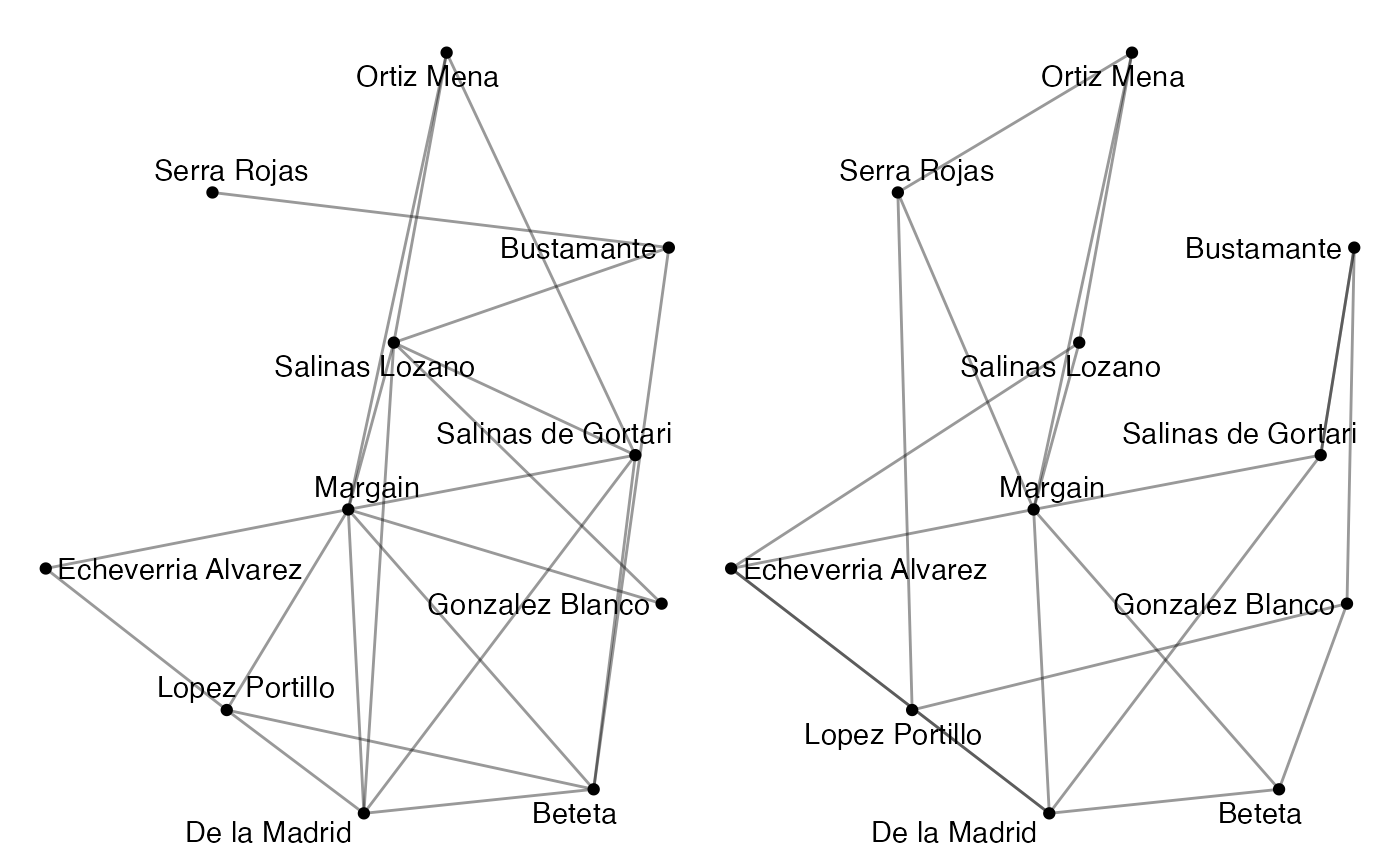 Ortiz Mena
Serra Rojas
Bustamante
Salinas Lozano
Salinas de Gortari
Margain
Echeverria Alvarez
Gonzalez Blanco
Lopez Portillo
Beteta
De la Madrid
Ortiz Mena
Serra Rojas
Bustamante
Salinas Lozano
Salinas de Gortari
Margain
Echeverria Alvarez
Gonzalez Blanco
Lopez Portillo
Beteta
De la Madrid